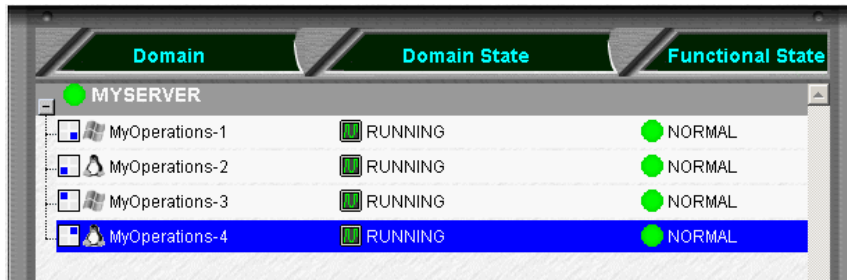 Domain Domain State Functional State
MYSERVER
MyOperations-1 RUNNING NORMAL
MyOperations-2 RUNNING NORMAL
MyOperations-3 RUNNING NORMAL
MyOperations-4 RUNNING NORMAL